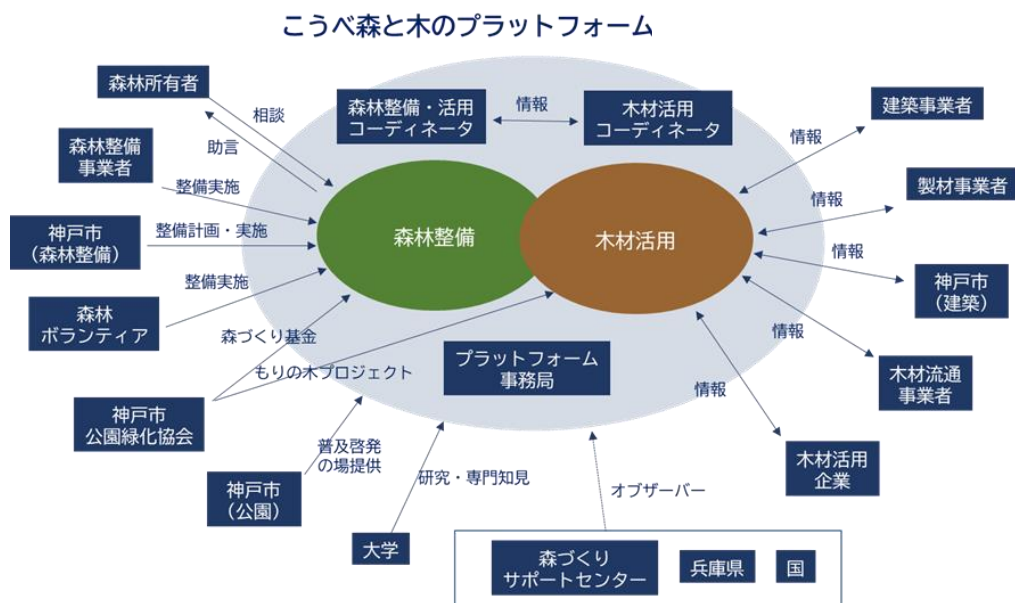 こうべ森と木のプラットフォーム
森林所有者
相談
助言
森林整備・活用
コーディネータ
情報
木材活用
コーディネータ
建築事業者
情報
森林整備
事業者
整備実施
製材事業者
情報
神戸市
（森林整備）
整備計画・実施
森林整備
木材活用
情報
神戸市
（建築）
整備実施
森林
ボランティア
森づくり基金
もりの木プロジェクト
プラットフォーム
事務局
情報
木材流通
事業者
神戸市
公園緑化協会
情報
普及啓発
の場提供
神戸市
（公園）
研究・専門知見
大学
オブザーバー
木材活用
企業
森づくり
サポートセンター
兵庫県
国